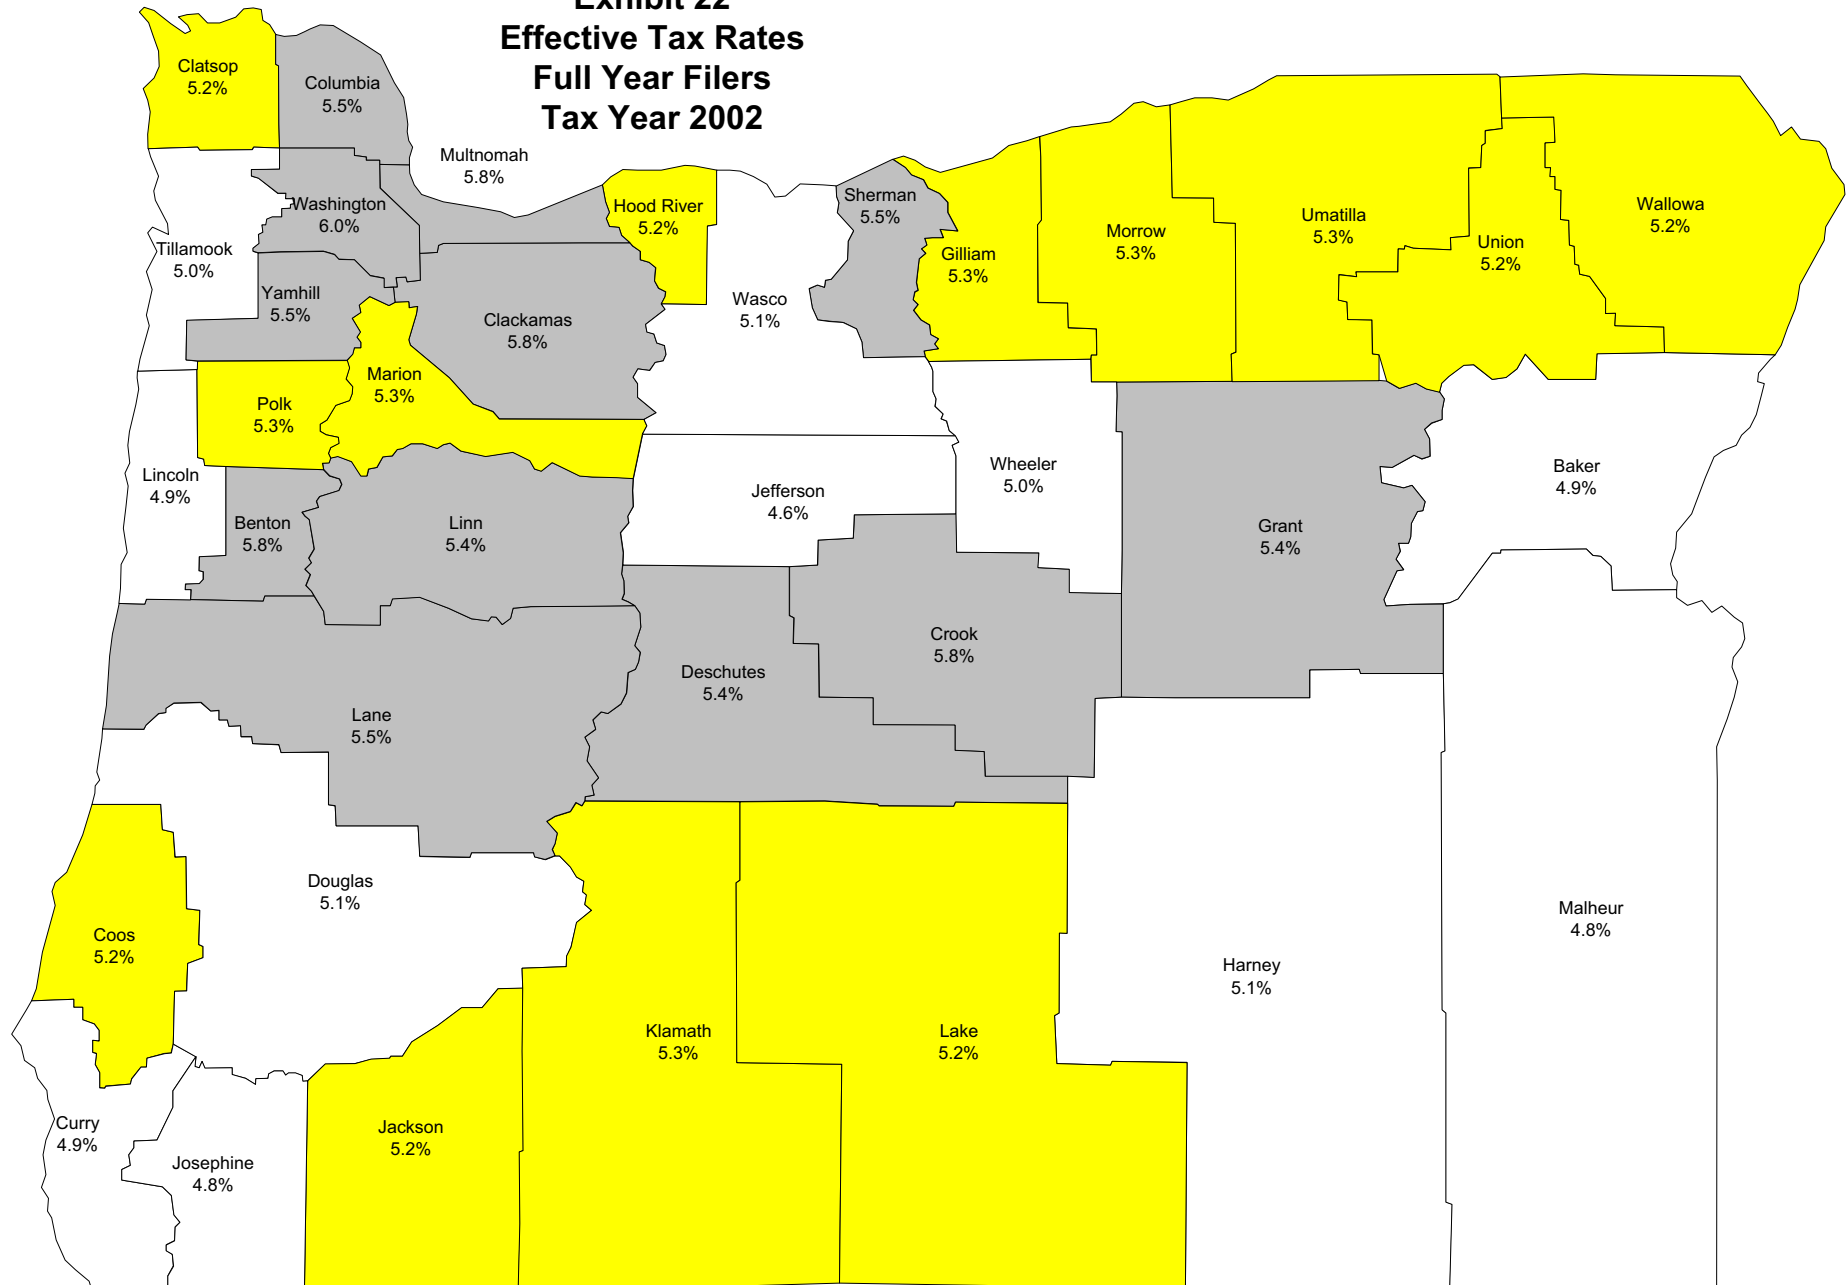 Exhibit 22
Effective Tax Rates
Full Year Filers
Tax Year 2002
Clatsop
5.2%
Columbia
5.5%
Multnomah
5.8%
Washington
6.0%
Tillamook
5.0%
Yamhill
5.5%
Clackamas
5.8%
Hood River
5.2%
Wasco
5.1%
Sherman
5.5%
Gilliam
5.3%
Morrow
5.3%
Umatilla
5.3%
Union
5.2%
Wallowa
5.2%
Marion
5.3%
Polk
5.3%
Lincoln
4.9%
Benton
5.8%
Linn
5.4%
Jefferson
4.6%
Wheeler
5.0%
Grant
5.4%
Baker
4.9%
Lane
5.5%
Deschutes
5.4%
Crook
5.8%
Douglas
5.1%
Coos
5.2%
Curry
4.9%
Josephine
4.8%
Jackson
5.2%
Klamath
5.3%
Lake
5.2%
Harney
5.1%
Malheur
4.8%